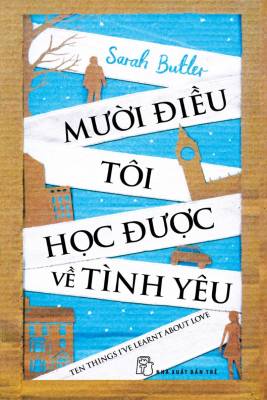 Sarah Butler
MƯỜI ĐIỀU
TÔI
HỌC ĐƯỢC
VỀ TÌNH YÊU
TEN THINGS I'VE LEARNT ABOUT LOVE
NHÀ XUẤT BẢN TRẺ